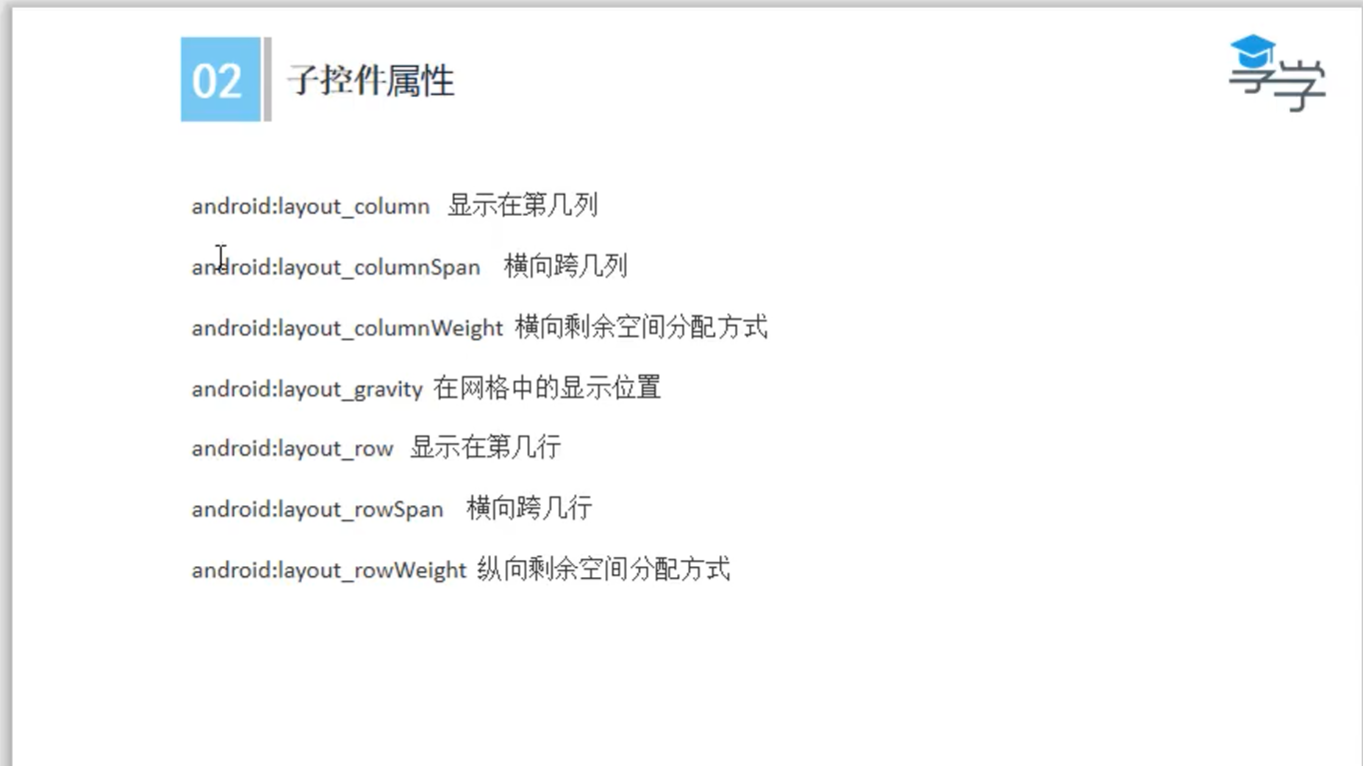 02 子控件属性
android:layout_column 显示在第几列
android:layout_columnSpan 横向跨几列
android:layout_columnWeight 横向剩余空间分配方式
android:layout_gravity 在网格中的显示位置
android:layout_row 显示在第几行
android:layout_rowSpan 横向跨几行
android:layout_rowWeight 纵向剩余空间分配方式